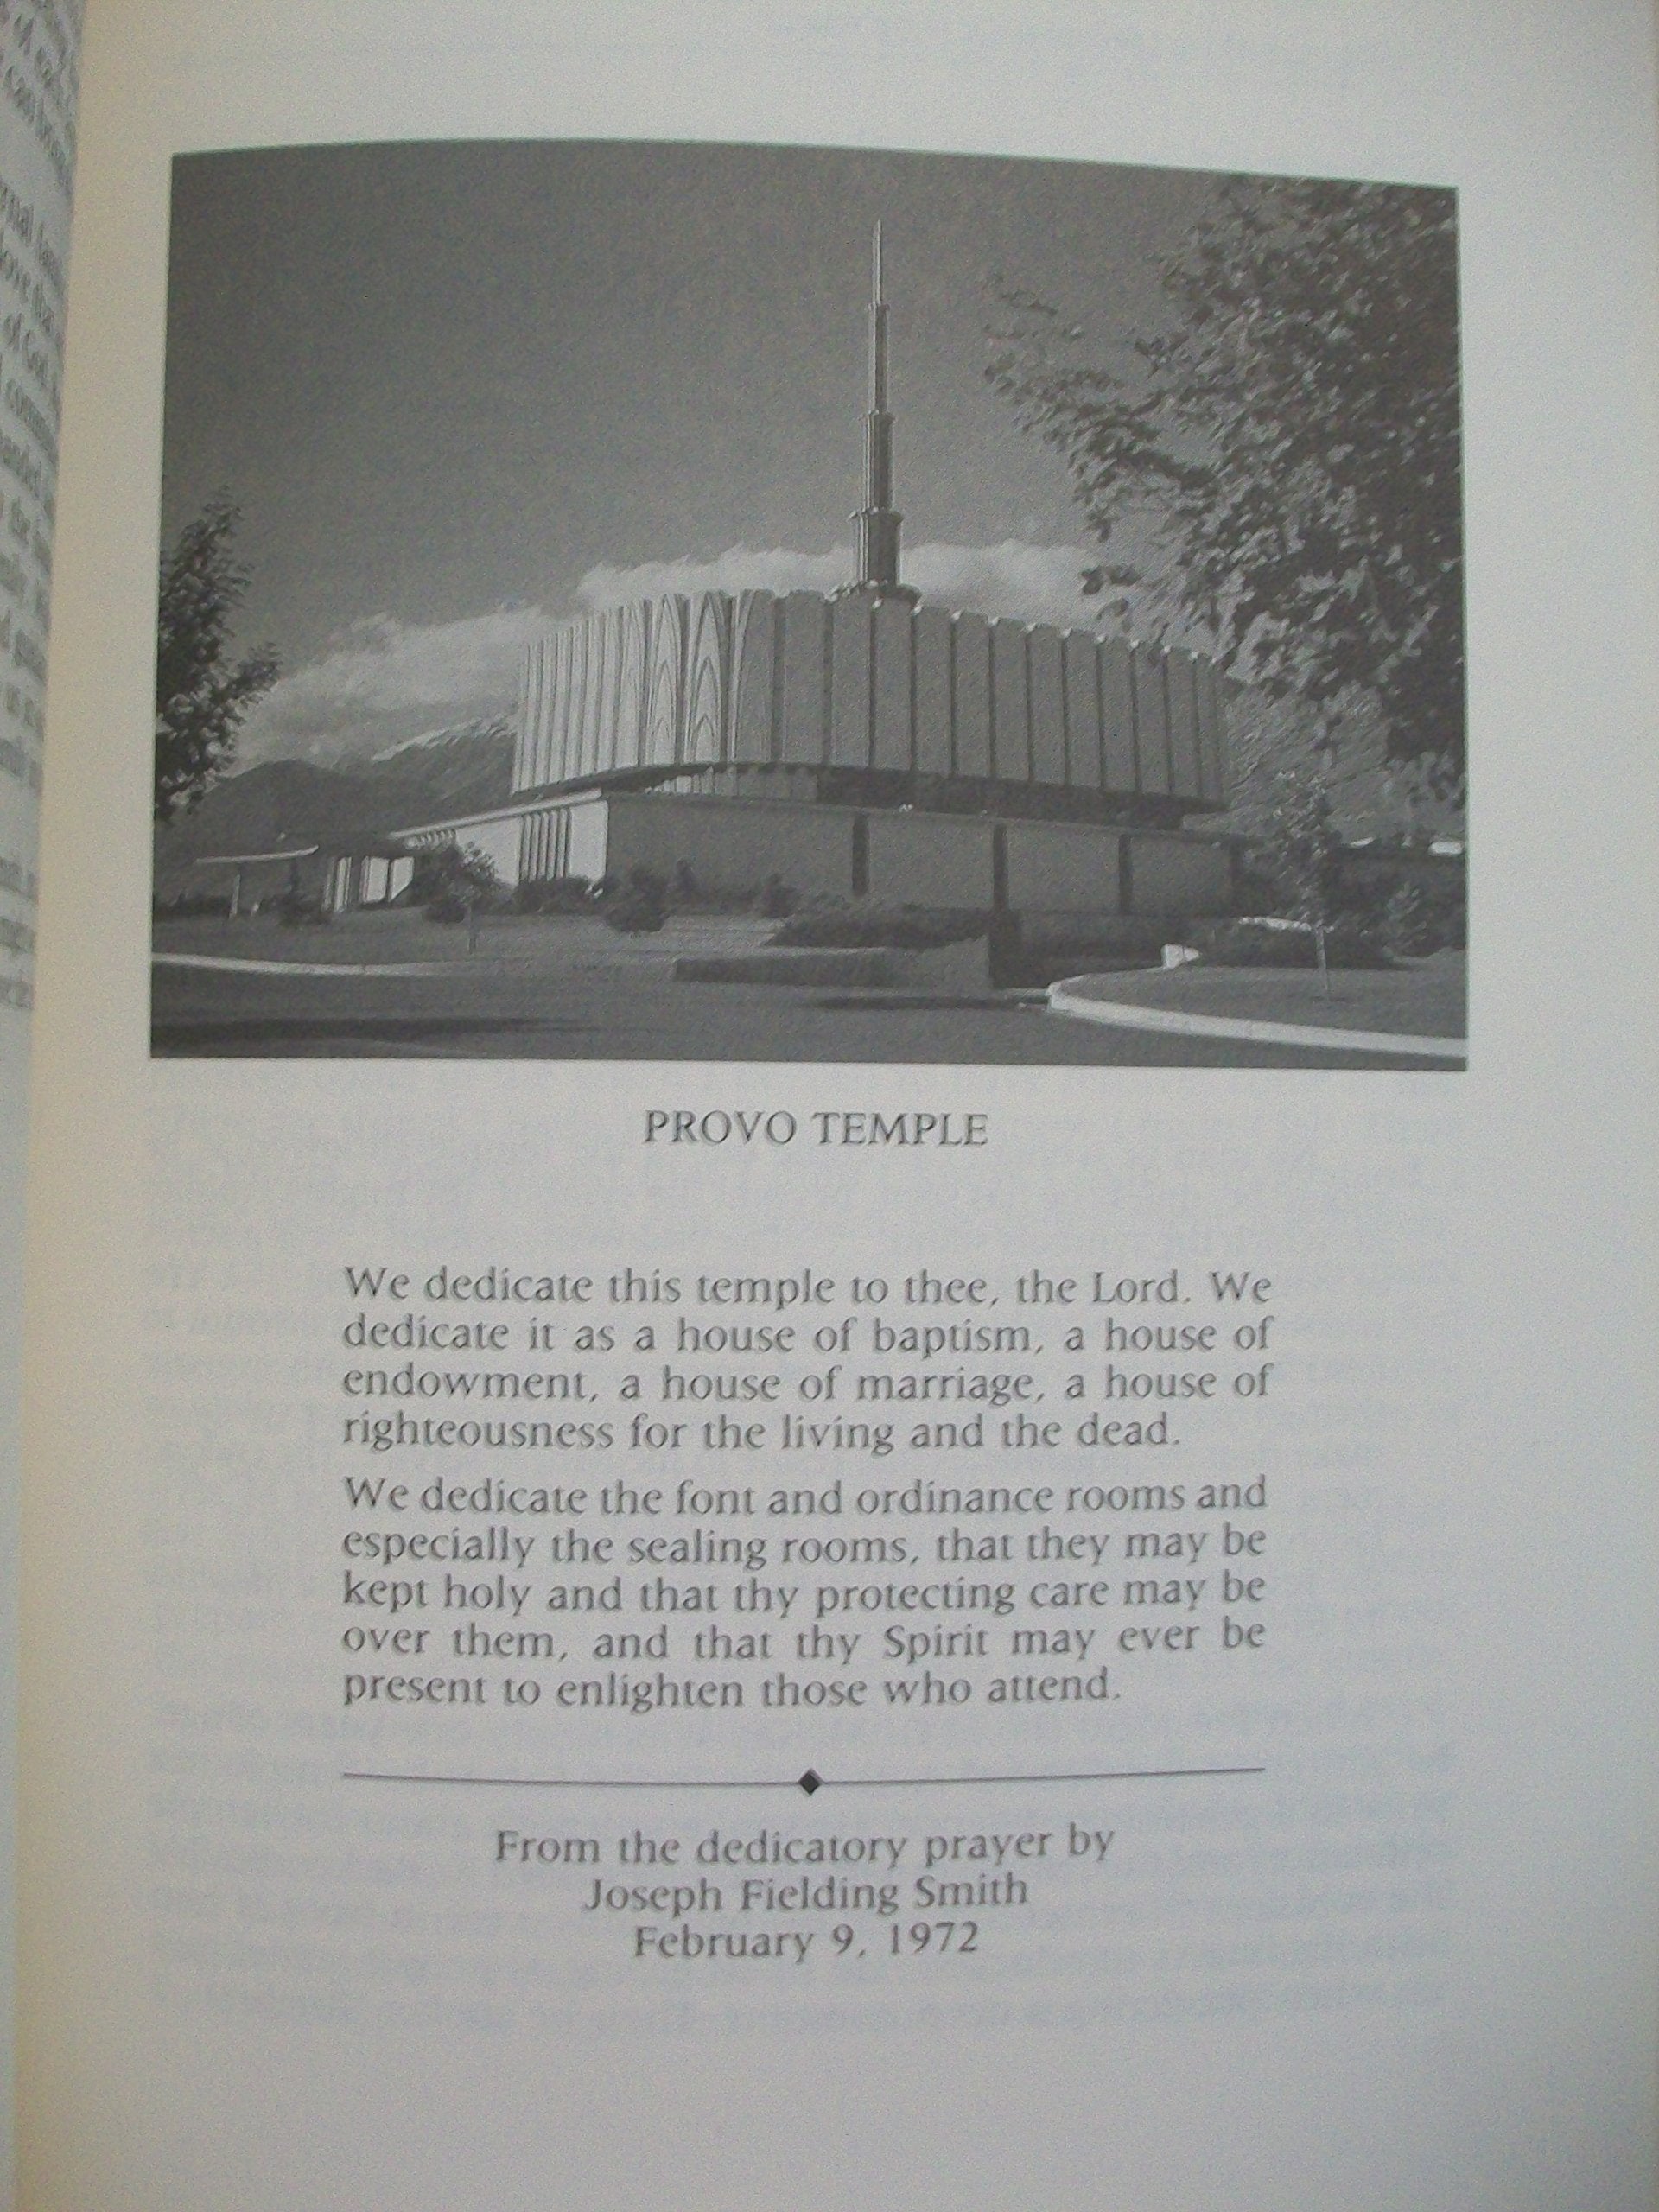 PROVO TEMPLE
We dedicate this temple to thee, the Lord. We
dedicate it as a house of baptism, a house of
endowment, a house of marriage, a house of
righteousness for the living and the dead.
We dedicate the font and ordinance rooms and
especially the sealing rooms, that they may be
kept holy and that thy protecting care may be
over them, and that thy Spirit may ever be
present to enlighten those who attend.
From the dedicatory prayer by
Joseph Fielding Smith
February 9, 1972